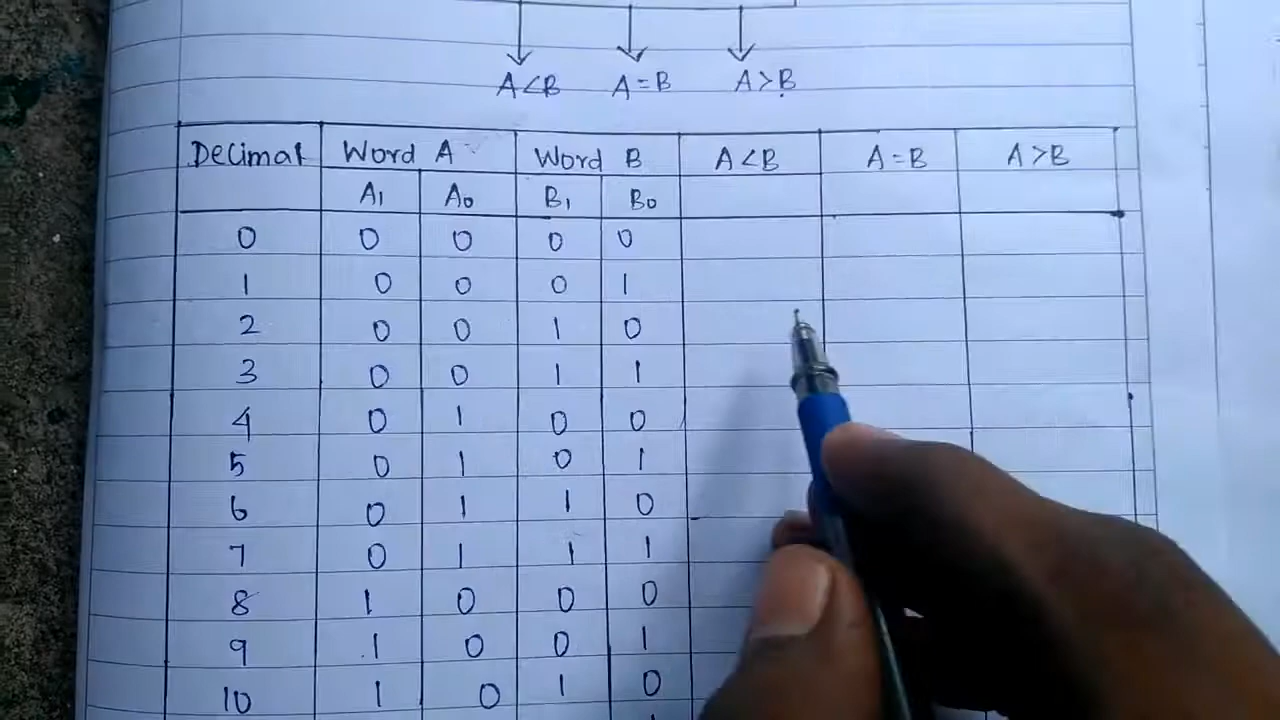 A<B A=B A>B
Decimal Word A Word B A<B A=B A>B
A1 A0 B1 B0
0 0 0 0 0
1 0 0 0 1
2 0 0 1 0
3 0 0 1 1
4 0 1 0 0
5 0 1 0 1
6 0 1 1 0
7 0 1 1 1
8 1 0 0 0
9 1 0 0 1
10 1 0 1 0